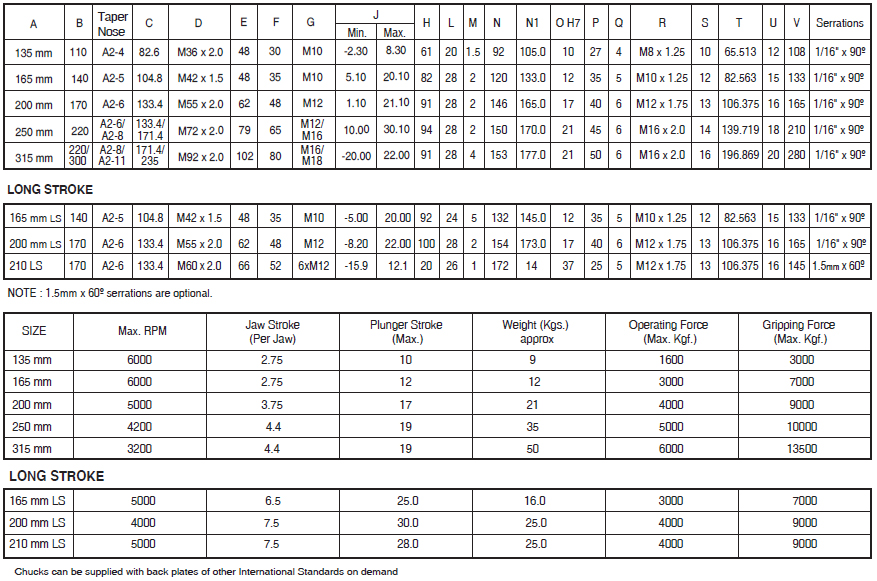 A B Taper Nose C D E F G J Min. Max. H L M N N1 O H7 P Q R S T U V Serrations
135 mm 110 A2-4 82.6 M36 x 2.0 48 30 M10 -2.30 8.30 61 20 1.5 92 105.0 10 27 4 M8 x 1.25 10 65.513 12 108 1/16" x 90º
165 mm 140 A2-5 104.8 M42 x 1.5 48 35 M10 5.10 20.10 82 28 2 120 133.0 12 35 5 M10 x 1.25 12 82.563 15 133 1/16" x 90º
200 mm 170 A2-6 133.4 M55 x 2.0 62 48 M12 1.10 21.10 91 28 2 146 165.0 17 40 6 M12 x 1.75 13 106.375 16 165 1/16" x 90º
250 mm 220 A2-6/ A2-8 133.4/ 171.4 M72 x 2.0 79 65 M12/ M16 10.00 30.10 94 28 2 150 170.0 21 45 6 M16 x 2.0 14 139.719 18 210 1/16" x 90º
315 mm 220/ 300 A2-8/ A2-11 171.4/ 235 M92 x 2.0 102 80 M16/ M18 -20.00 22.00 91 28 4 153 177.0 21 50 6 M16 x 2.0 16 196.869 20 280 1/16" x 90º
LONG STROKE
165 mm LS 140 A2-5 104.8 M42 x 1.5 48 35 M10 -5.00 20.00 92 24 5 132 145.0 12 35 5 M10 x 1.25 12 82.563 15 133 1/16" x 90º
200 mm LS 170 A2-6 133.4 M55 x 2.0 62 48 M12 -8.20 22.00 100 28 2 154 173.0 17 40 6 M12 x 1.75 13 106.375 16 165 1/16" x 90º
210 LS 170 A2-6 133.4 M60 x 2.0 66 52 6xM12 -15.9 12.1 20 26 1 172 14 37 25 5 M12 x 1.75 13 106.375 16 145 1.5mm x 60º
NOTE : 1.5mm x 60º serrations are optional.
SIZE Max. RPM Jaw Stroke (Per Jaw) Plunger Stroke (Max.) Weight (Kgs.) approx Operating Force (Max. Kgf.) Gripping Force (Max. Kgf.)
135 mm 6000 2.75 10 9 1600 3000
165 mm 6000 2.75 12 12 3000 7000
200 mm 5000 3.75 17 21 4000 9000
250 mm 4200 4.4 19 35 5000 10000
315 mm 3200 4.4 19 50 6000 13500
LONG STROKE
165 mm LS 5000 6.5 25.0 16.0 3000 7000
200 mm LS 4000 7.5 30.0 25.0 4000 9000
210 mm LS 5000 7.5 28.0 25.0 4000 9000
Chucks can be supplied with back plates of other International Standards on demand